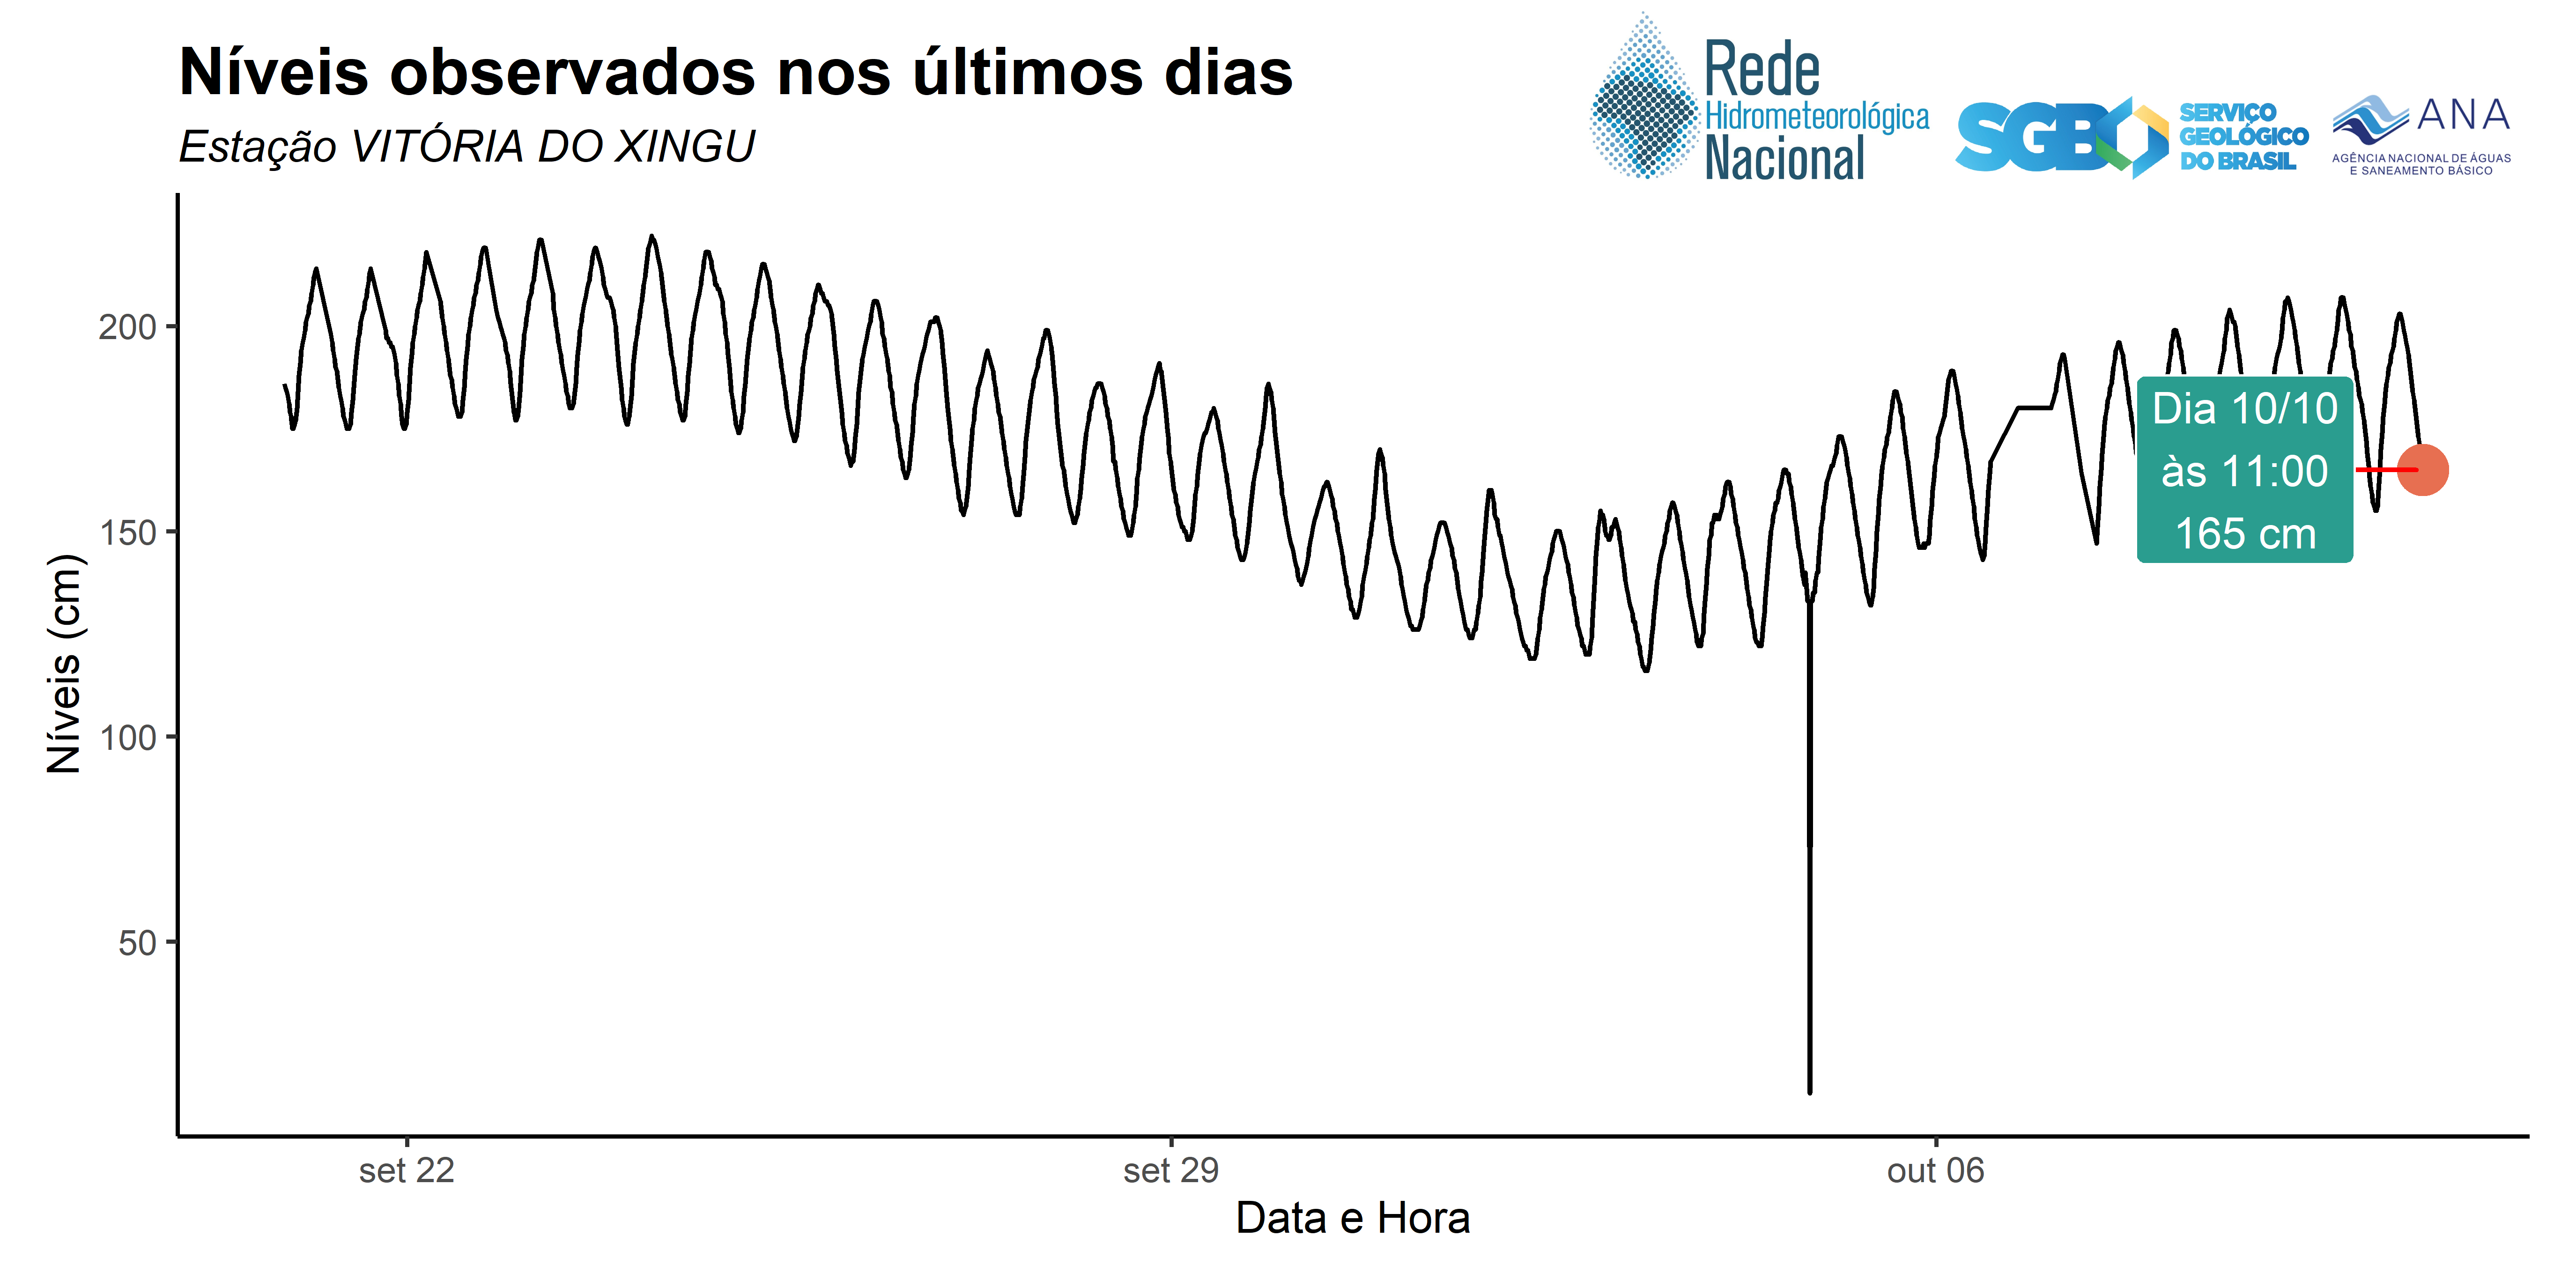 Níveis observados nos últimos dias
Estação VITÓRIA DO XINGU
Rede
Hidrometeorológica
Nacional
SGB
SERVIÇO
GEOLÓGICO
DO BRASIL
ANA
AGÊNCIA NACIONAL DE ÁGUAS
E SANEAMENTO BÁSICO
Níveis (cm)
200
150
100
50
Dia 10/10
às 11:00
165 cm
set 22
set 29
out 06
Data e Hora